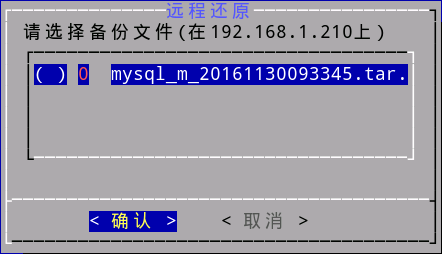 远程还原
请选择备份文件(在192.168.1.210上)
( ) 0 mysql_m_20161130093345.tar.
< 确认 > < 取消 >